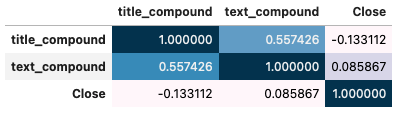 title_compound text_compound Close
title_compound 1.000000 0.557426 -0.133112
text_compound 0.557426 1.000000 0.085867
Close -0.133112 0.085867 1.000000